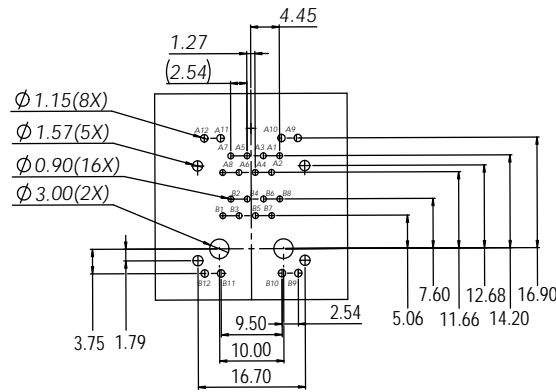 4.45
1.27
(2.54)
Ø 1.15(8X)
Ø 1.57(5X)
Ø 0.90(16X)
Ø 3.00(2X)
A12 A11 A10 A9
A7 A5 A3 A1
A8 A6 A4 A2
B2 B4 B6 B8
B1 B3 B5 B7
B12 B11 B10 B9
16.90
12.68
7.60
14.20
11.66
5.06
3.75
1.79
9.50
2.54
10.00
16.70